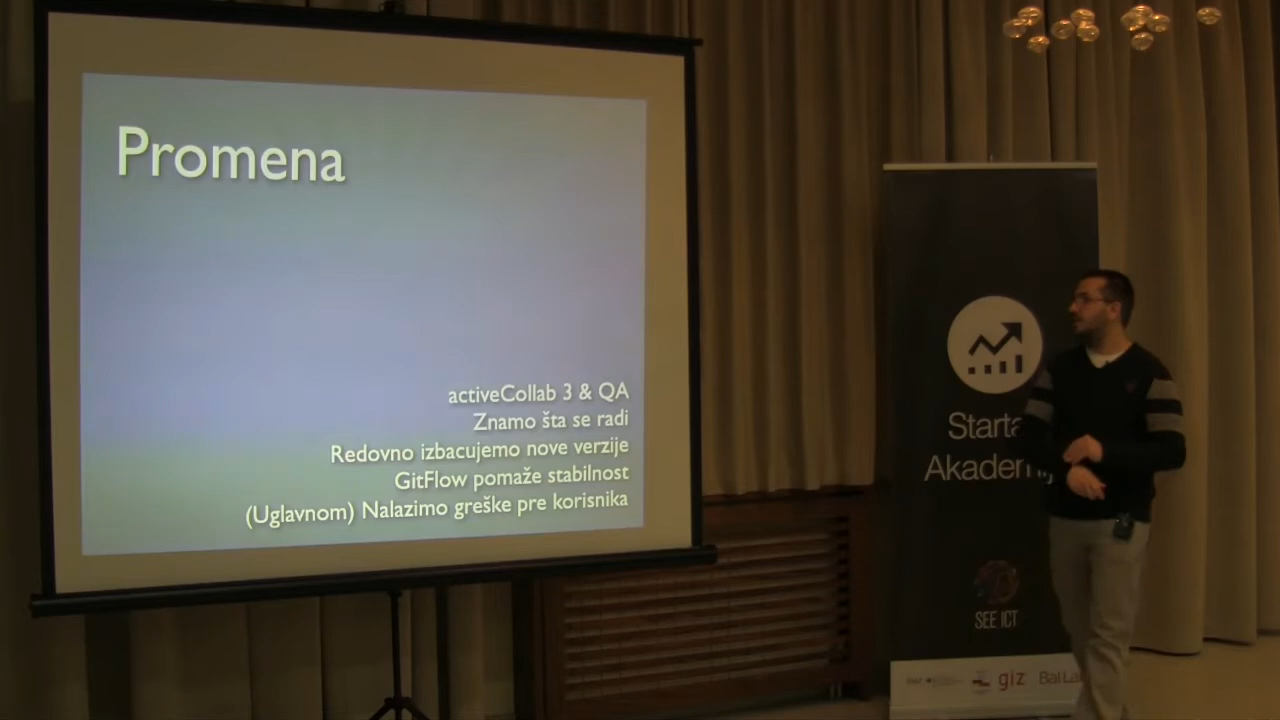 Promena
activeCollab 3 & QA
Znamo šta se radi
Redovno izbacujemo nove verzije
GitFlow pomaže stabilnost
(Uglavnom) Nalazimo greške pre korisnika
SEE ICT
giz